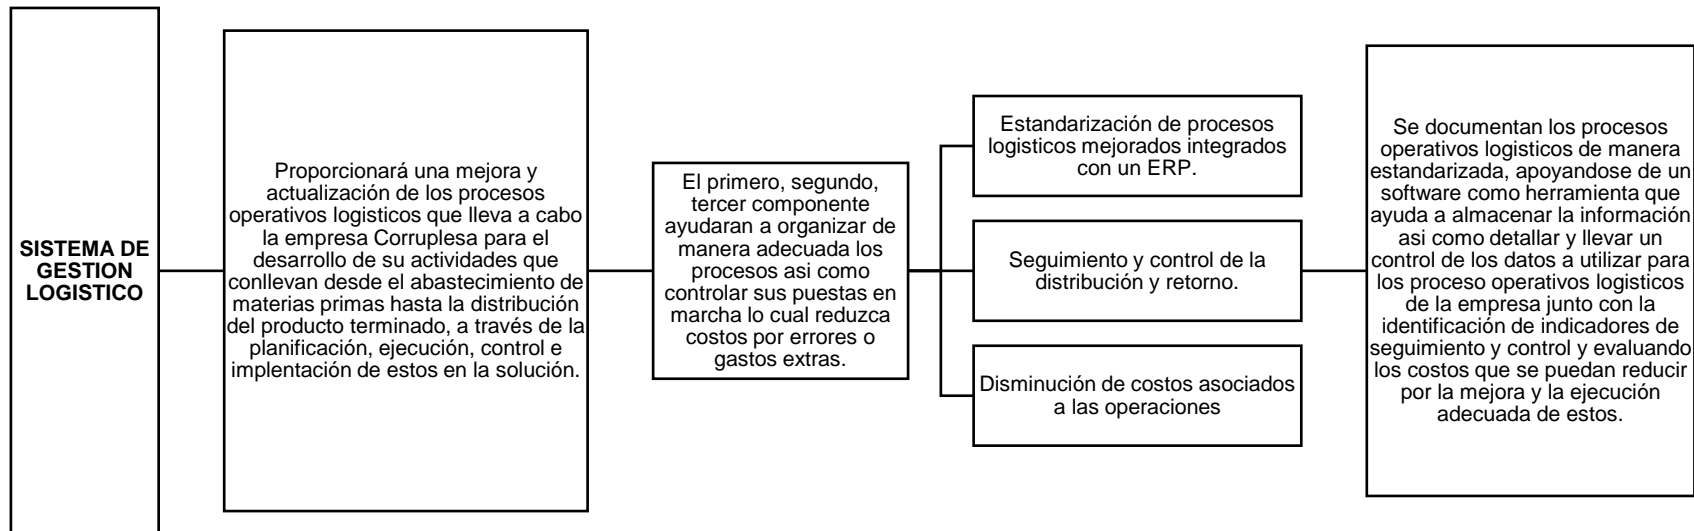 SISTEMA DE
GESTION
LOGISTICO
Proporcionará una mejora y
actualización de los procesos
operativos logisticos que lleva a cabo
la empresa Corruplesa para el
desarrollo de su actividades que
conllevan desde el abastecimiento de
materias primas hasta la distribución
del producto terminado, a través de la
planificación, ejecución, control e
implentación de estos en la solución.
El primero, segundo,
tercer componente
ayudaran a organizar de
manera adecuada los
procesos asi como
controlar sus puestas en
marcha lo cual reduzca
costos por errores o
gastos extras.
Estandarización de procesos
logisticos mejorados integrados
con un ERP.
Seguimiento y control de la
distribución y retorno.
Disminución de costos asociados
a las operaciones
Se documentan los procesos
operativos logisticos de manera
estandarizada, apoyandose de un
software como herramienta que
ayuda a almacenar la información
asi como detallar y llevar un
control de los datos a utilizar para
los proceso operativos logisticos
de la empresa junto con la
identificación de indicadores de
seguimiento y control y evaluando
los costos que se puedan reducir
por la mejora y la ejecución
adecuada de estos.